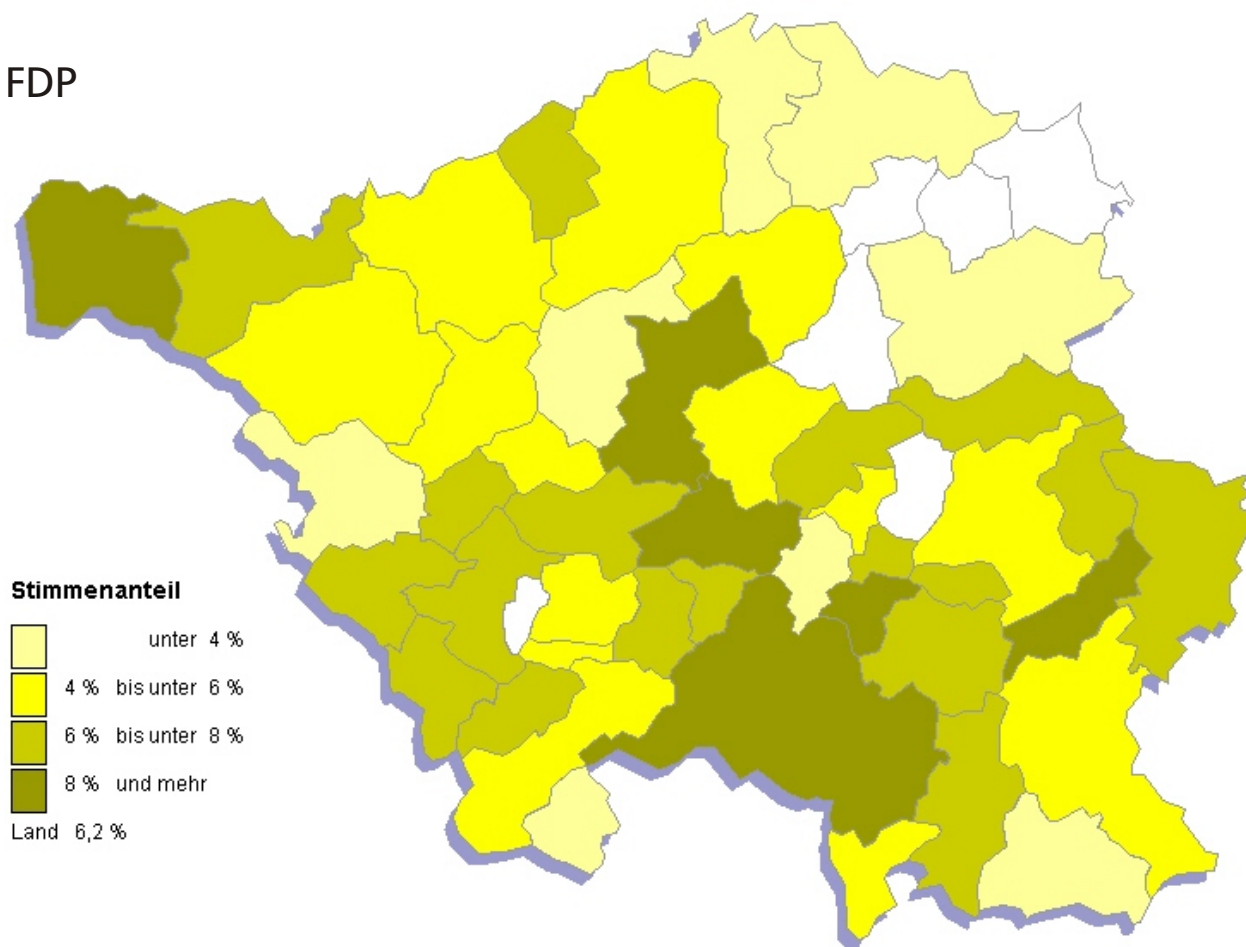 FDP
Stimmenanteil
unter 4 %
4 % bis unter 6 %
6 % bis unter 8 %
8 % und mehr
Land 6,2 %